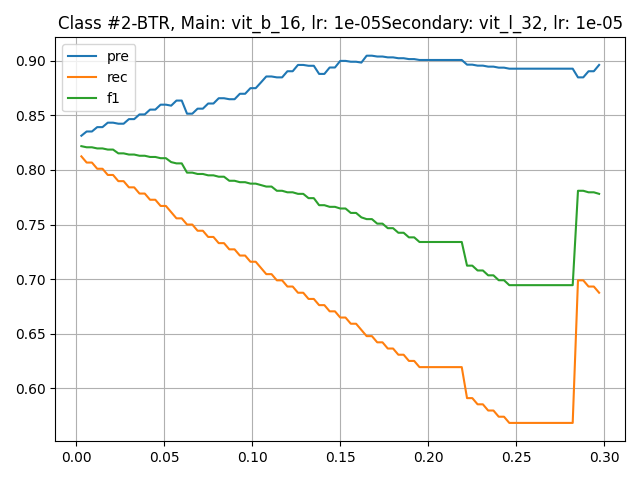 Class #2-BTR, Main: vit_b_16, lr: 1e-05Secondary: vit_l_32, lr: 1e-05
pre
rec
f1
0.90
0.85
0.80
0.75
0.70
0.65
0.60
0.00 0.05 0.10 0.15 0.20 0.25 0.30